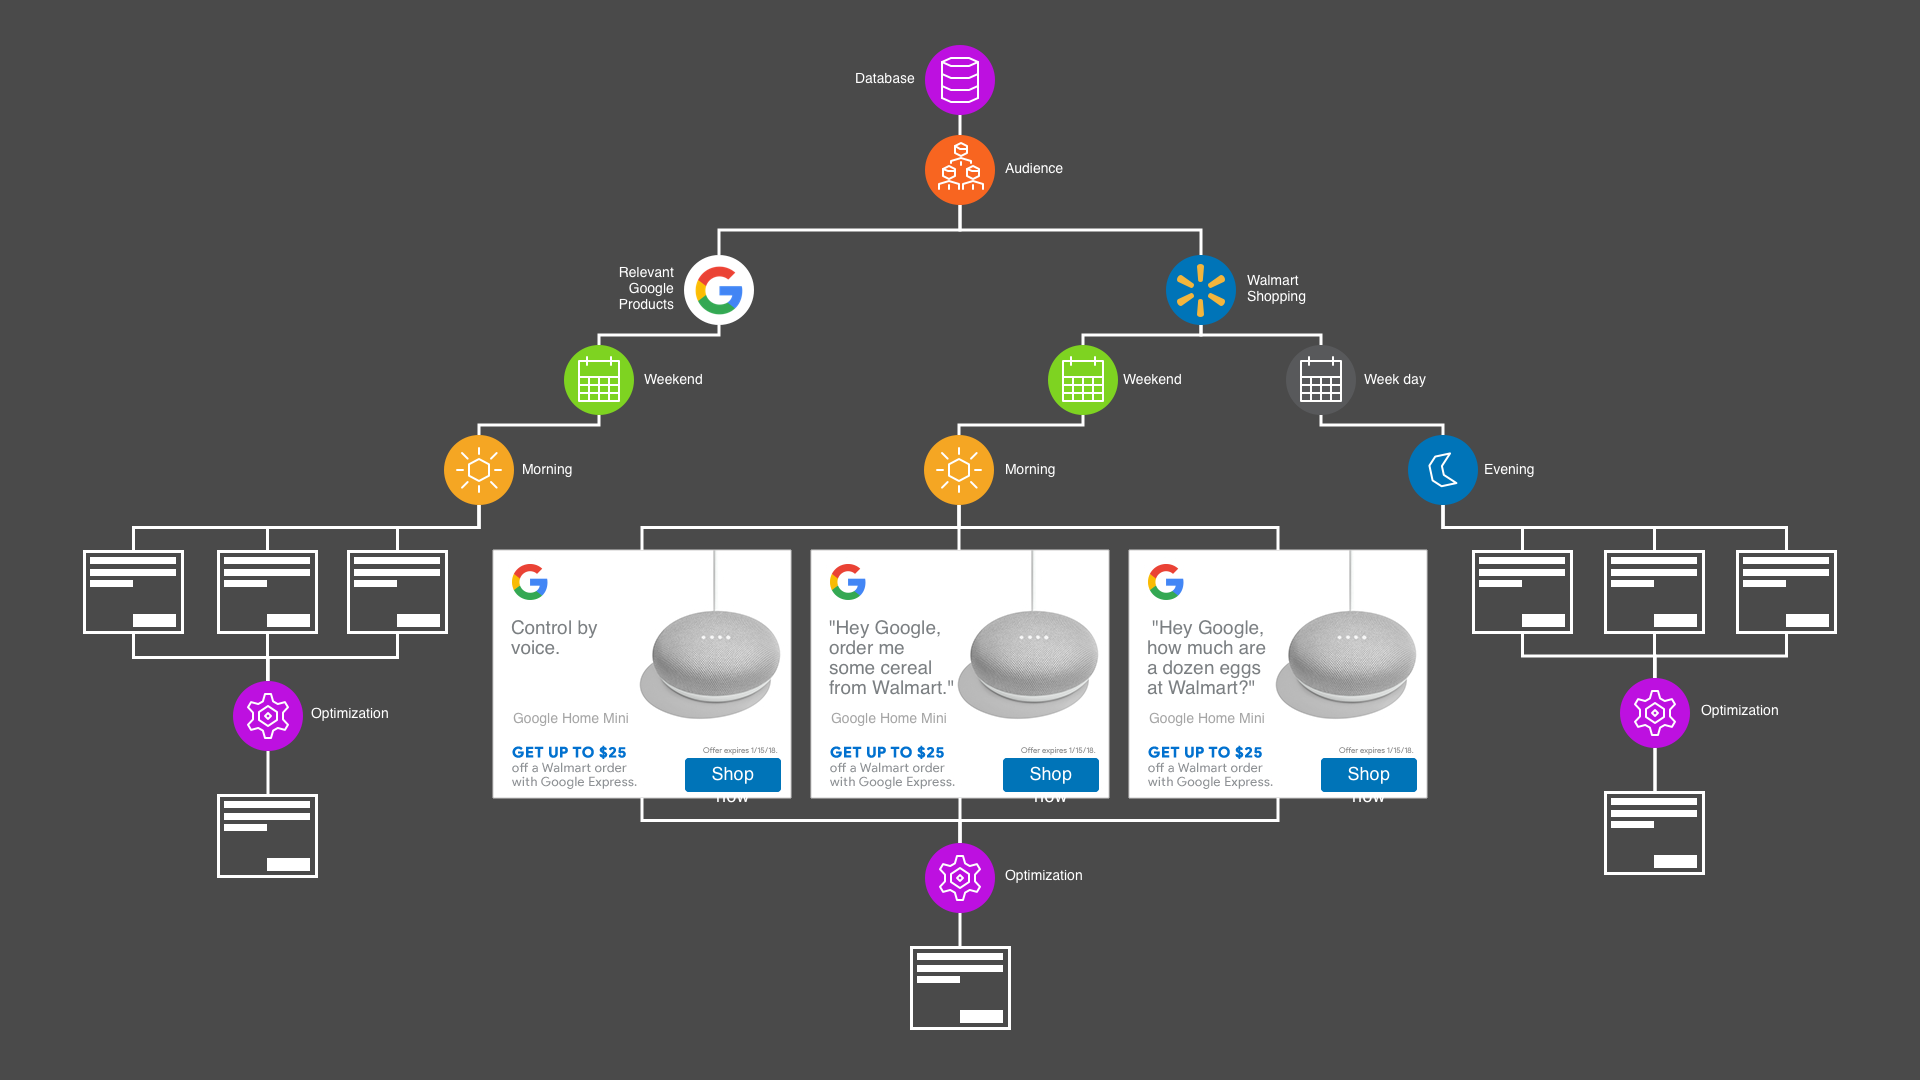 Database
Audience
Relevant
Google
Products
Walmart
Shopping
Weekend
Weekend
Week day
Morning
Morning
Evening
Control by
voice.
Google Home Mini
GET UP TO $25
off a Walmart order
with Google Express.
Offer expires 1/15/18.
Shop
now
"Hey Google,
order me
some cereal
from Walmart."
Google Home Mini
GET UP TO $25
off a Walmart order
with Google Express.
Offer expires 1/15/18.
Shop
now
"Hey Google,
how much are
a dozen eggs
at Walmart?"
Google Home Mini
GET UP TO $25
off a Walmart order
with Google Express.
Offer expires 1/15/18.
Shop
now
Optimization
Optimization
Optimization